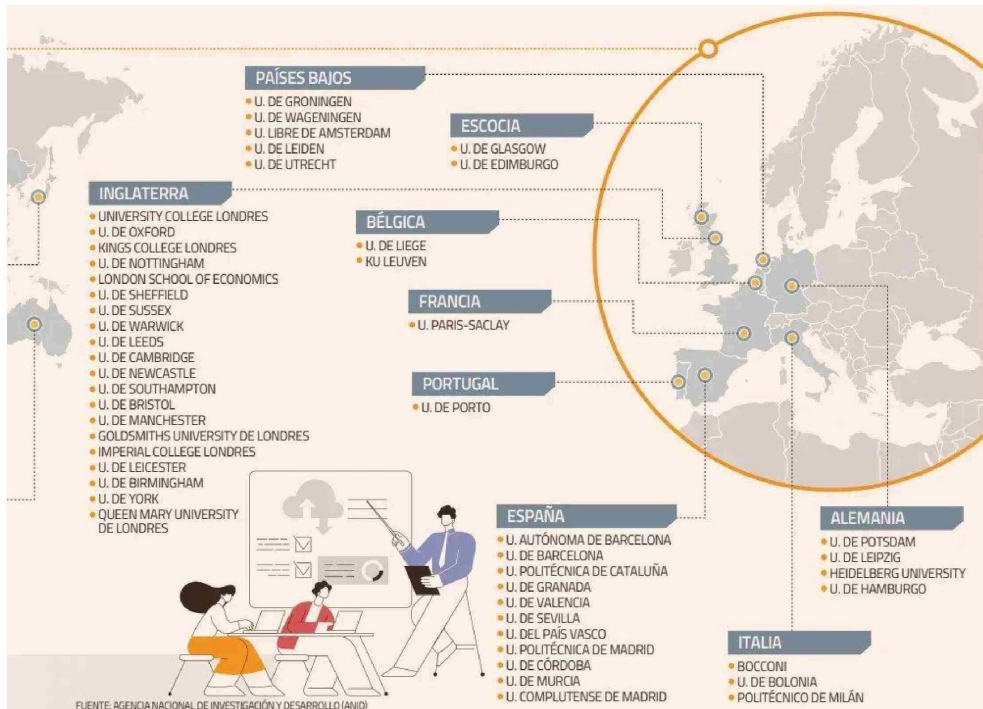 PAÍSES BAJOS
U. DE GRONINGEN
U. DE WAGENINGEN
U. LIBRE DE AMSTERDAM
U. DE LEIDEN
U. DE UTRECHT
ESCOCIA
U. DE GLASGOW
U. DE EDIMBURGO
INGLATERRA
UNIVERSITY COLLEGE LONDRES
U. DE OXFORD
KINGS COLLEGE LONDRES
U. DE NOTTINGHAM
LONDON SCHOOL OF ECONOMICS
U. DE SHEFFIELD
U. DE SUSSEX
U. DE WARWICK
U. DE LEEDS
U. DE CAMBRIDGE
U. DE NEWCASTLE
U. DE SOUTHAMPTON
U. DE BRISTOL
U. DE MANCHESTER
GOLDSMITHS UNIVERSITY DE LONDRES
IMPERIAL COLLEGE LONDRES
U. DE LEICESTER
U. DE BIRMINGHAM
U. DE YORK
QUEEN MARY UNIVERSITY
DE LONDRES
BÉLGICA
U. DE LIEGE
KU LEUVEN
FRANCIA
U. PARIS-SACLAY
PORTUGAL
U. DE PORTO
ESPAÑA
U. AUTÓNOMA DE BARCELONA
U. DE BARCELONA
U. POLITÉCNICA DE CATALUÑA
U. DE GRANADA
U. DE VALENCIA
U. DE SEVILLA
U. DEL PAÍS VASCO
U. POLITÉCNICA DE MADRID
U. DE CÓRDOBA
U. DE MURCIA
U. COMPLUTENSE DE MADRID
ALEMANIA
U. DE POTSDAM
U. DE LEIPZIG
HEIDELBERG UNIVERSITY
U. DE HAMBURGO
ITALIA
BOCCONI
U. DE BOLONIA
POLITÉCNICO DE MILÁN
FUENTE: AGENCIA NACIONAL DE INVESTIGACIÓN Y DESARROLLO (ANID)